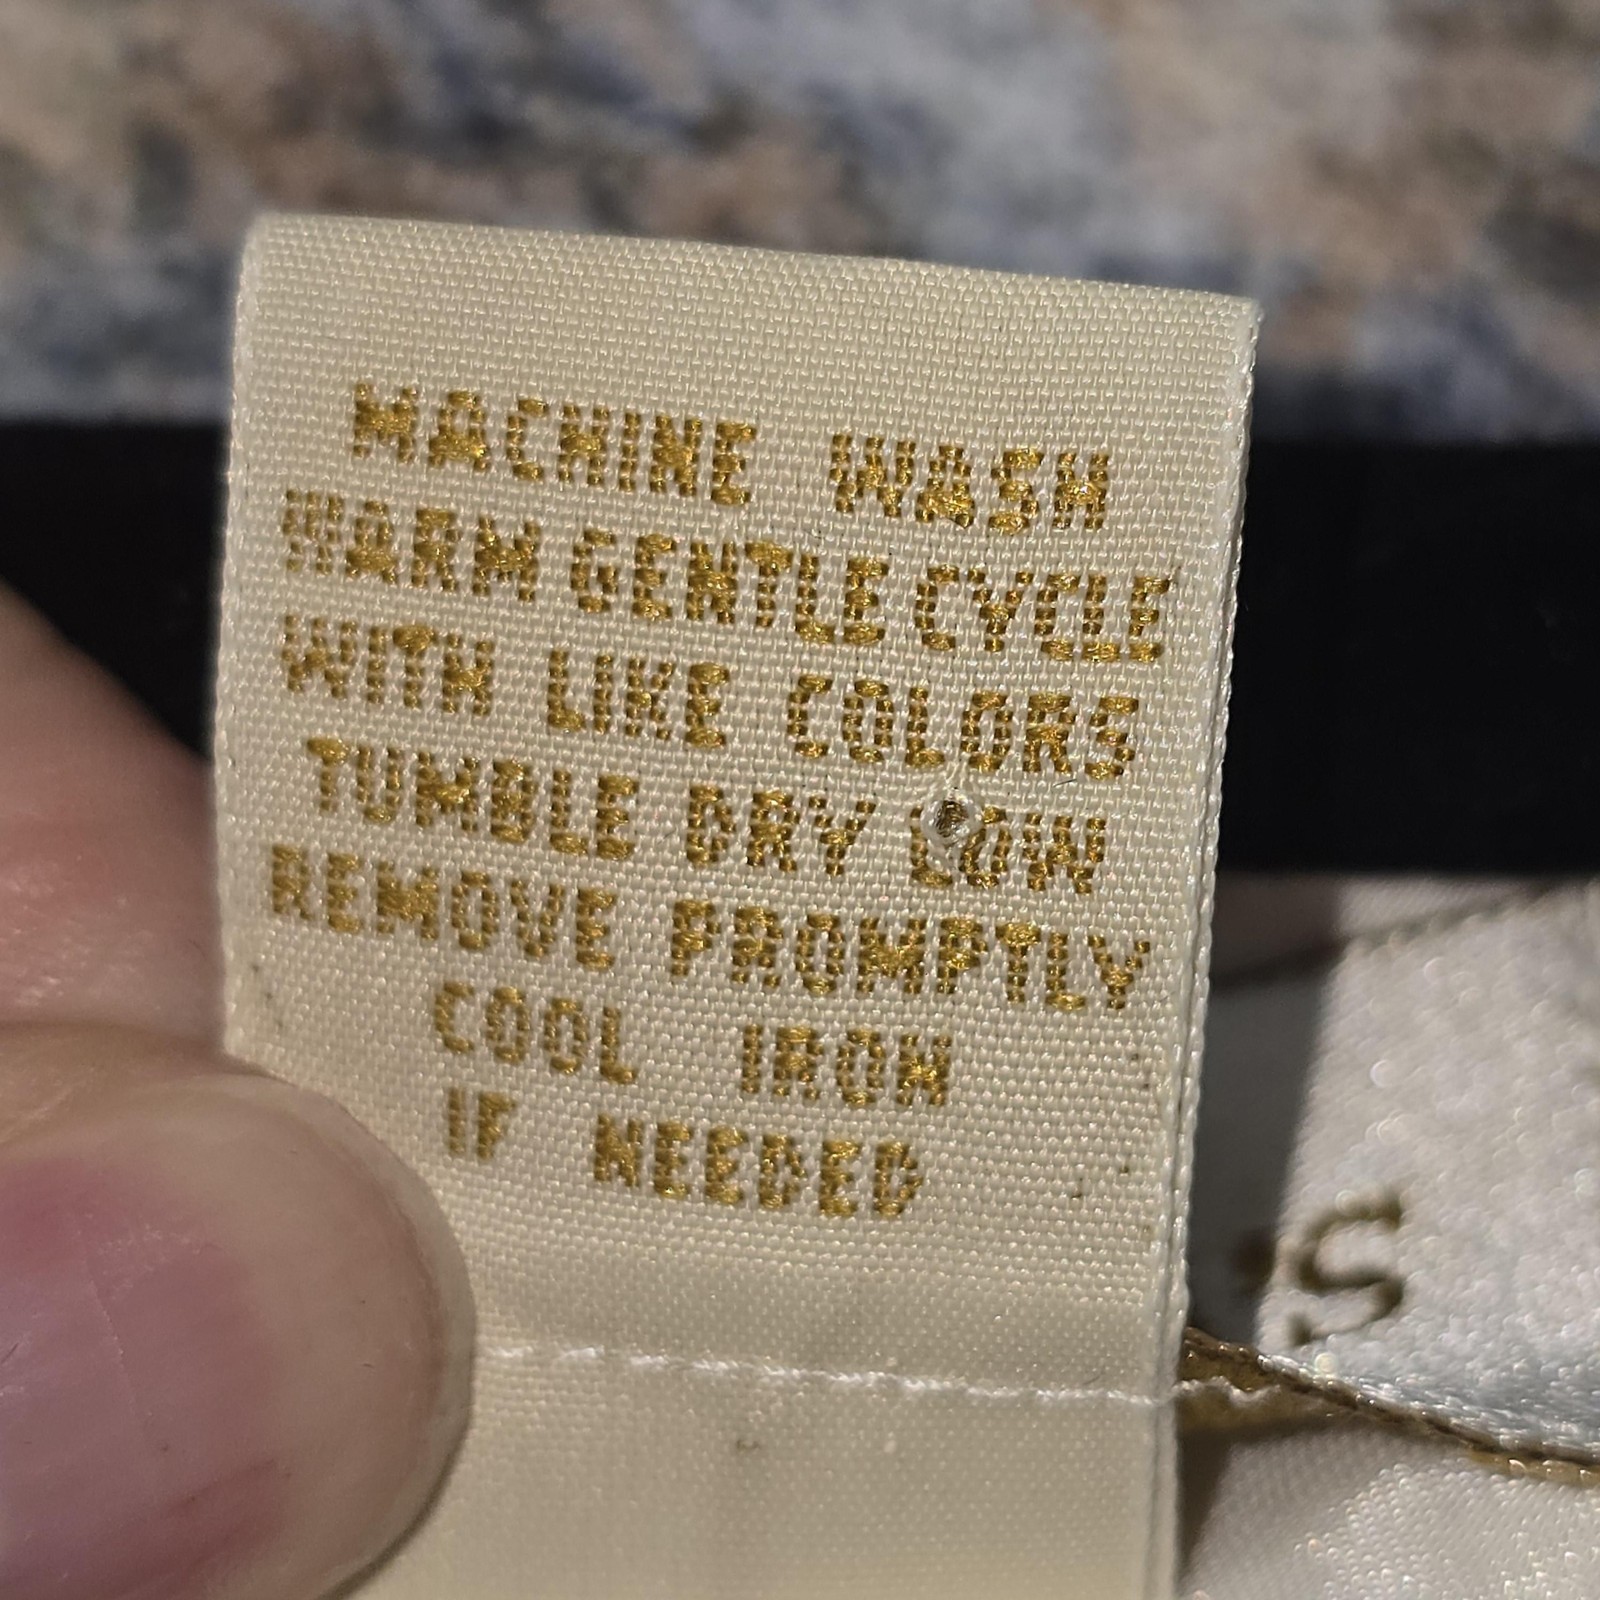 MACHINE WASH
WARM GENTLE CYCLE
WITH LIKE COLORS
TUMBLE DRY LOW
REMOVE PROMPTLY
COOL IRON
IF NEEDED
S